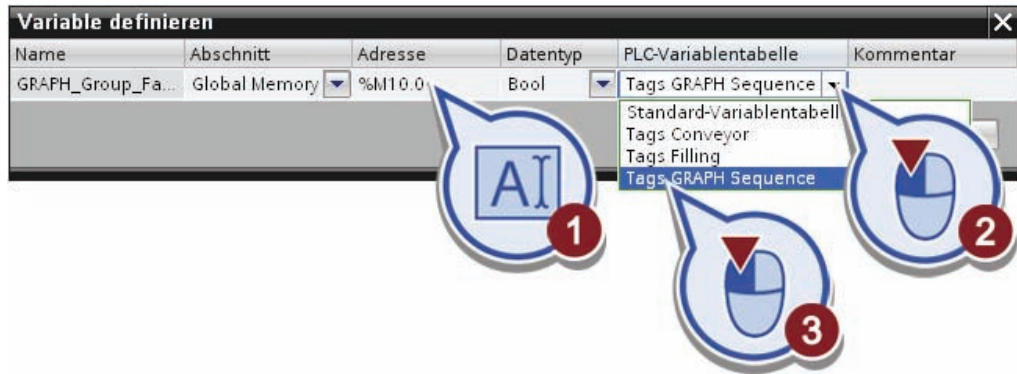 Variable definieren
Name Abschnitt Adresse Datentyp PLC-Variablentabelle Kommentar
GRAPH_Group_Fa... Global Memory %M10.0 Bool Tags GRAPH Sequence
Standard-Variablentabell
Tags Conveyor
Tags Filling
Tags GRAPH Sequence
A
1
2
3